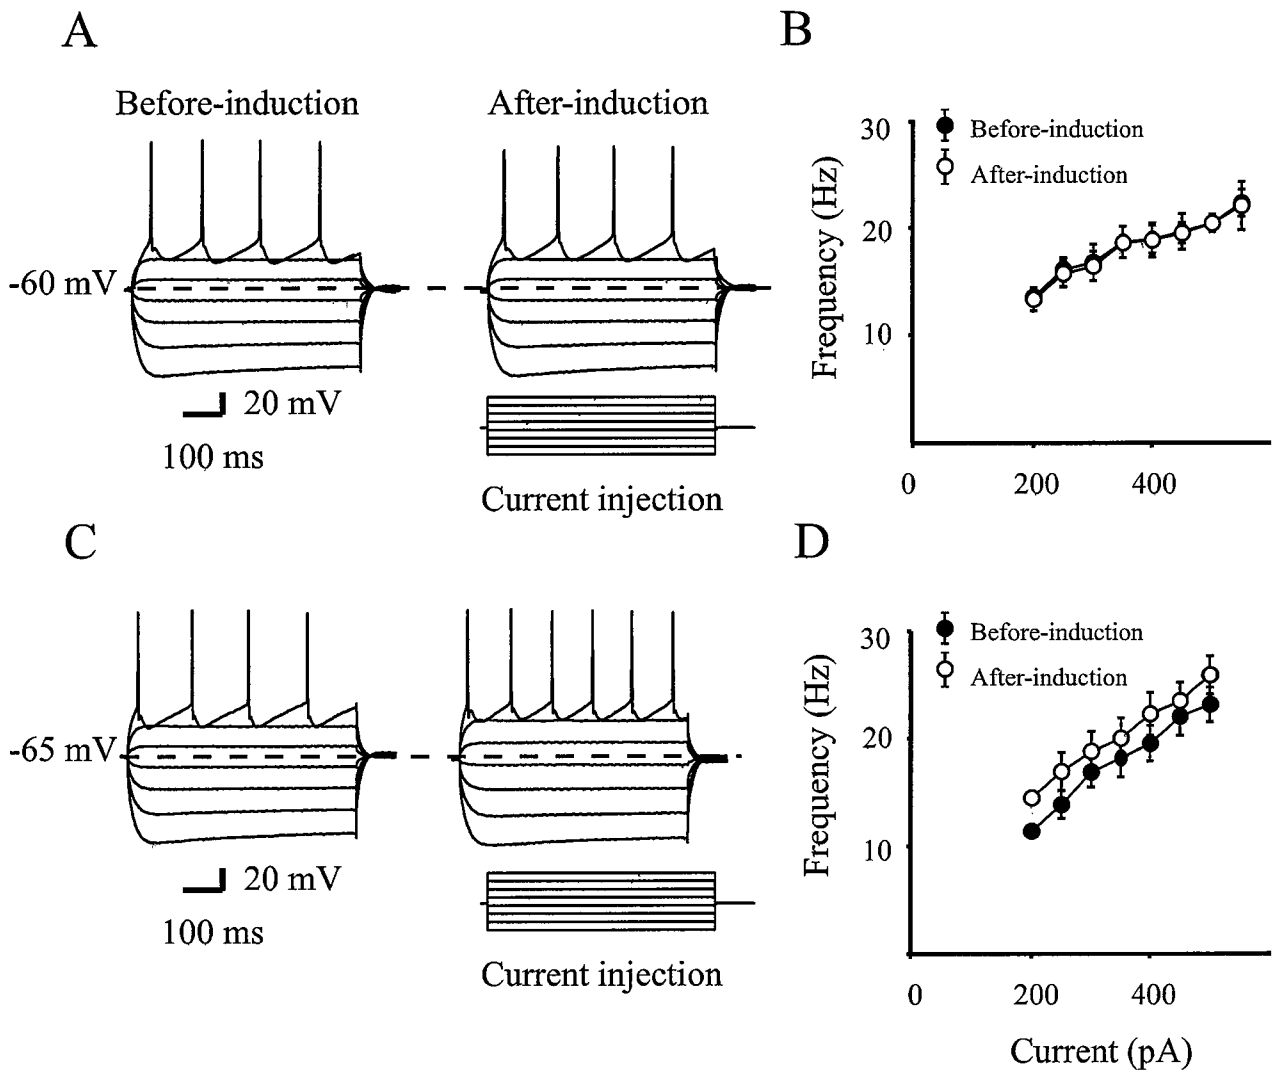 A
B
Before-induction
After-induction
-60 mV
20 mV
100 ms
Current injection
30
Before-induction
After-induction
20
10
Frequency (Hz)
0
200
400
C
D
-65 mV
20 mV
100 ms
Current injection
30
Before-induction
After-induction
20
10
Frequency (Hz)
0
200
400
Current (pA)